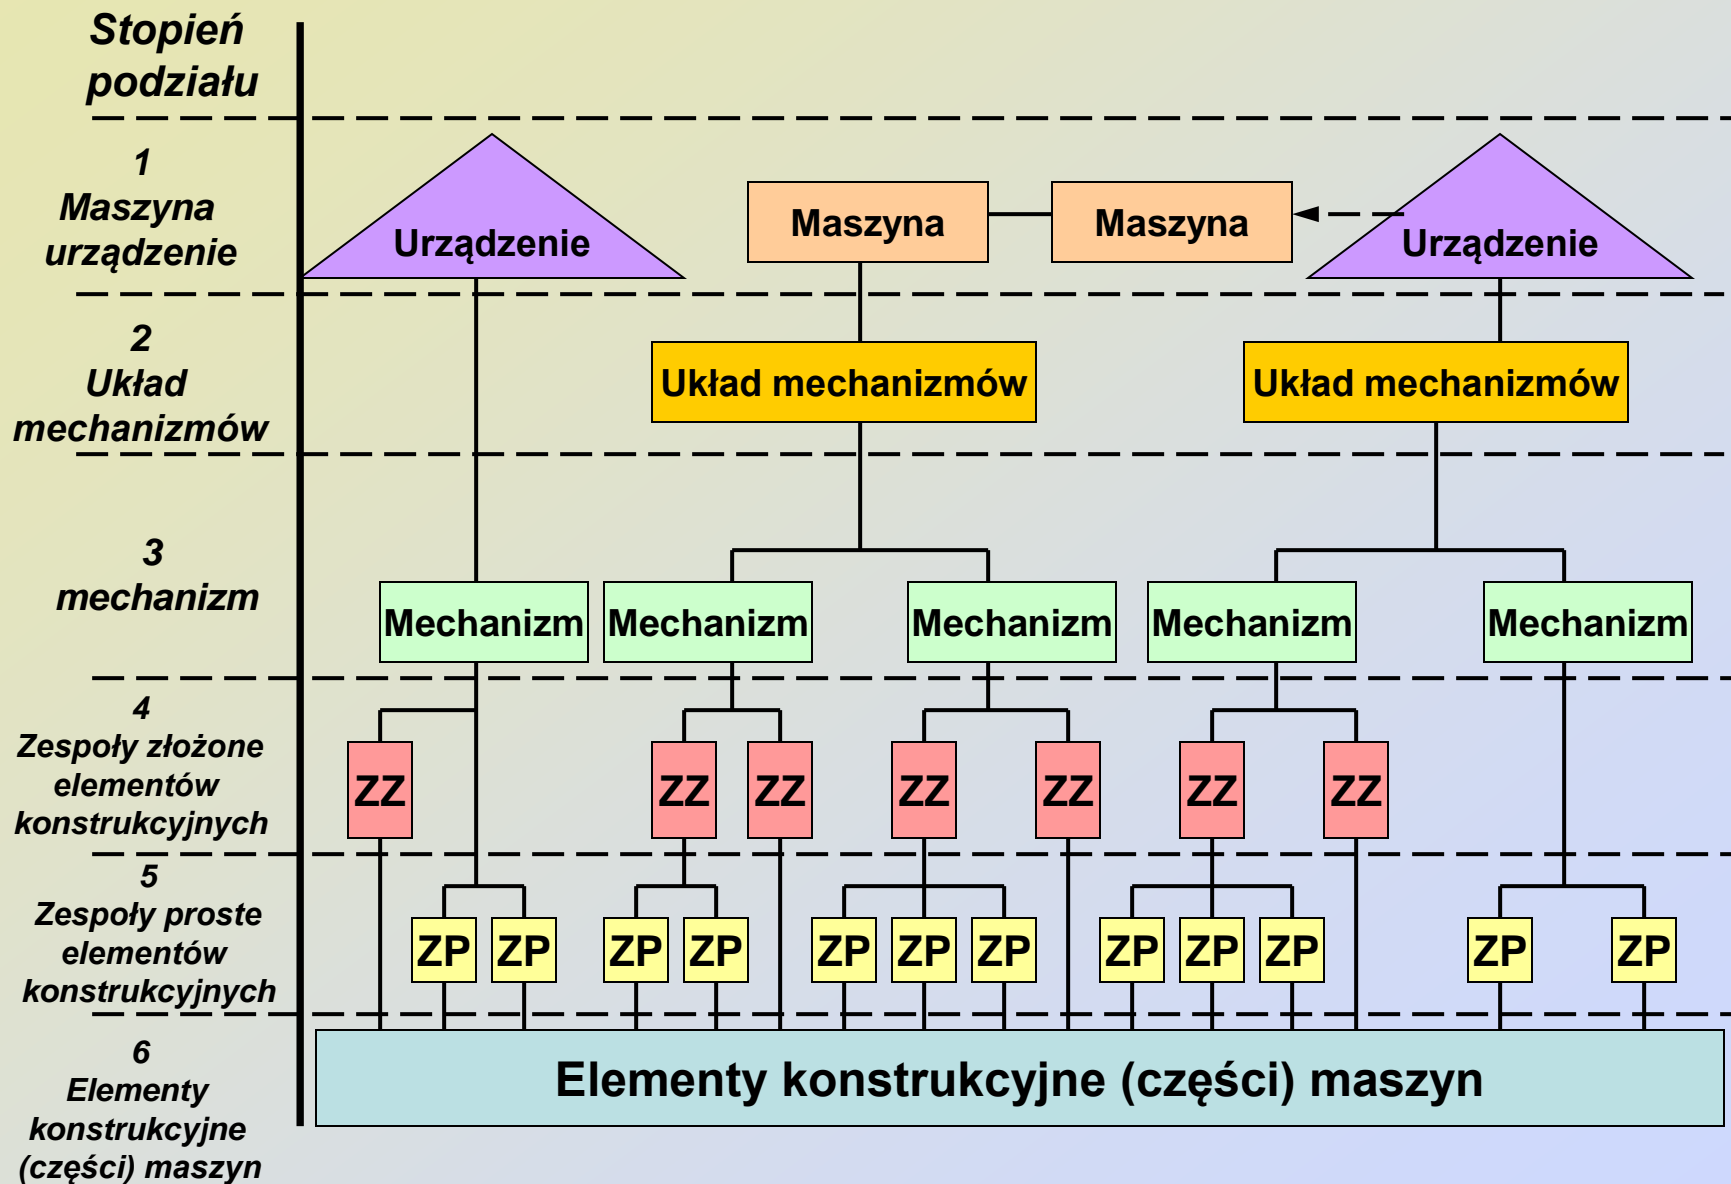 Stopień
podziału
1
Maszyna
urządzenie
Urządzenie
Maszyna
Maszyna
Urządzenie
2
Układ
mechanizmów
Układ mechanizmów
Układ mechanizmów
3
mechanizm
Mechanizm
Mechanizm
Mechanizm
Mechanizm
Mechanizm
4
Zespoły złożone
elementów
konstrukcyjnych
ZZ
ZZ
ZZ
ZZ
ZZ
ZZ
ZZ
5
Zespoły proste
elementów
konstrukcyjnych
ZP
ZP
ZP
ZP
ZP
ZP
ZP
ZP
ZP
ZP
ZP
ZP
6
Elementy
konstrukcyjne
(części) maszyn
Elementy konstrukcyjne (części) maszyn